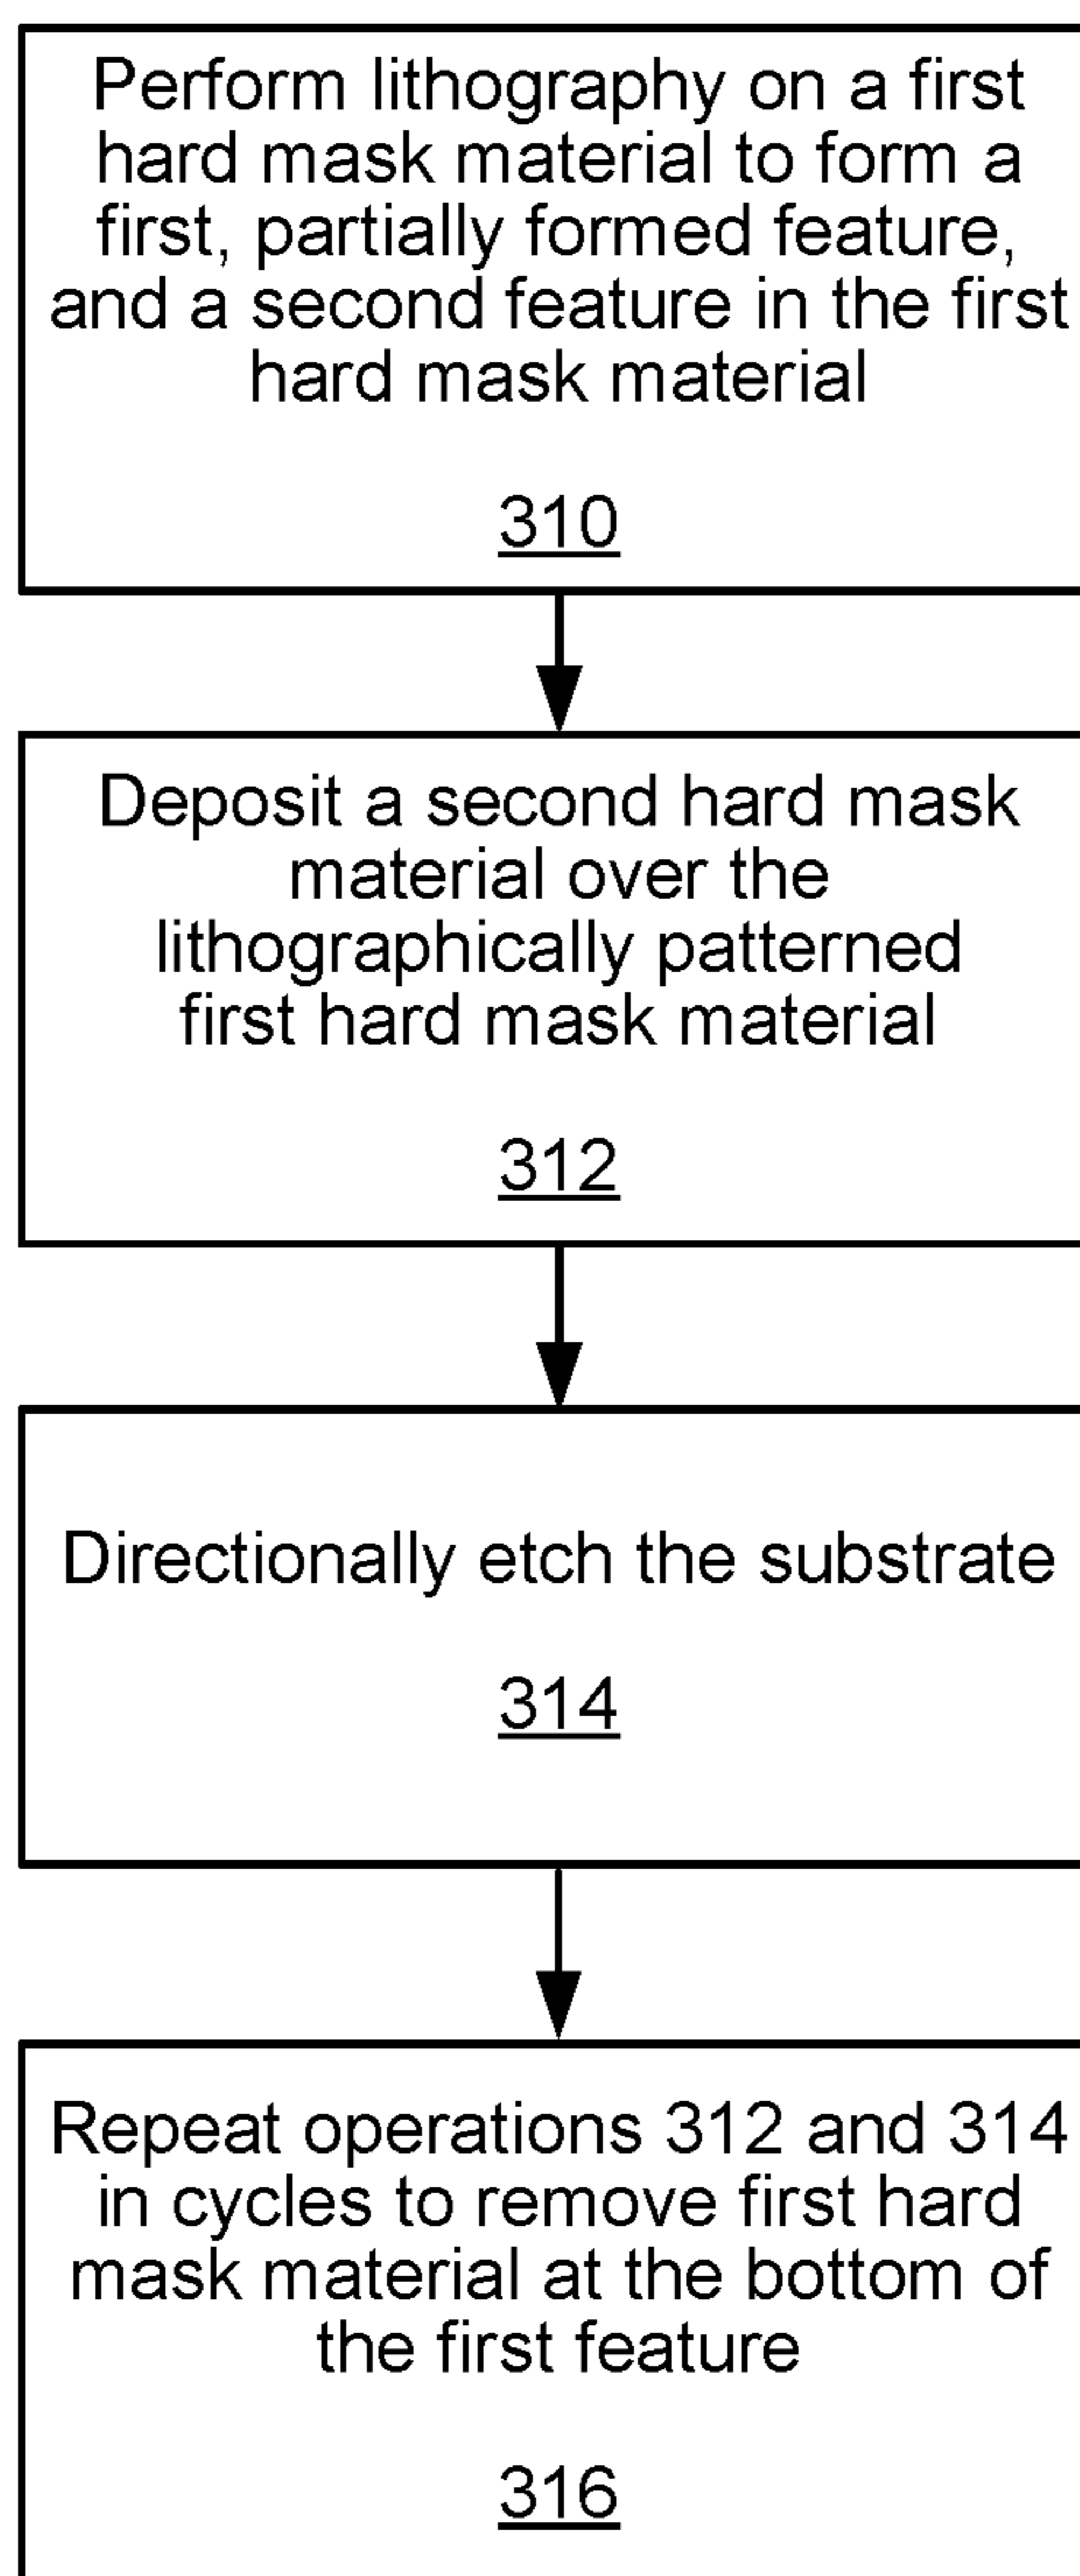 Perform lithography on a first
hard mask material to form a
first, partially formed feature,
and a second feature in the first
hard mask material
310
Deposit a second hard mask
material over the
lithographically patterned
first hard mask material
312
Directionally etch the substrate
314
Repeat operations 312 and 314
in cycles to remove first hard
mask material at the bottom of
the first feature
316